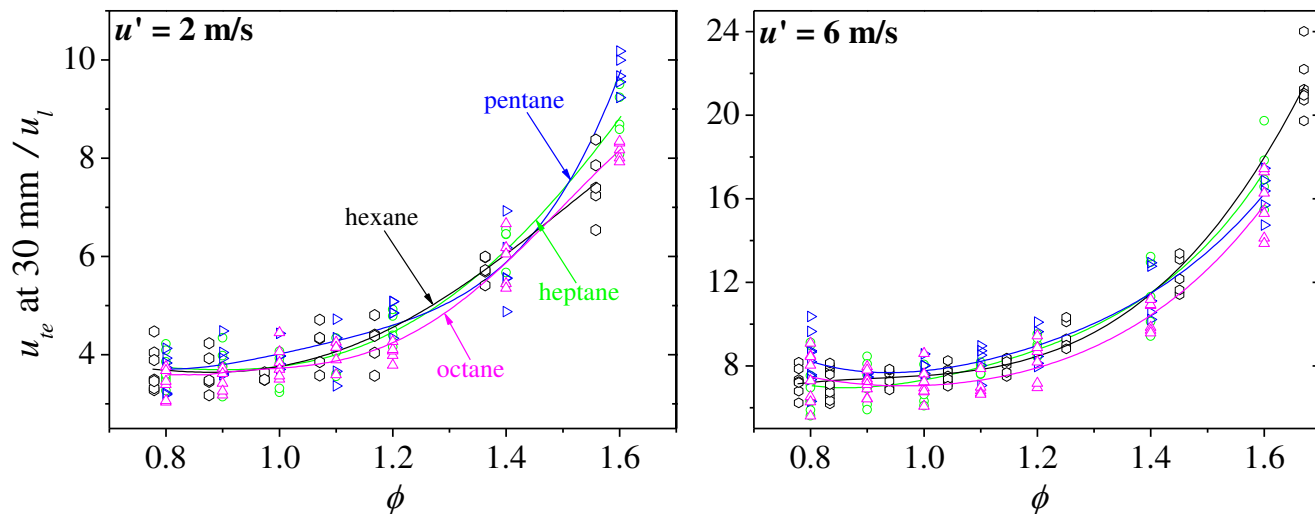 u' = 2 m/s
u_te at 30 mm / u_l
10
8
6
4
pentane
hexane
heptane
octane
0.8 1.0 1.2 1.4 1.6
ϕ
u' = 6 m/s
24
20
16
12
8
0.8 1.0 1.2 1.4 1.6
ϕ